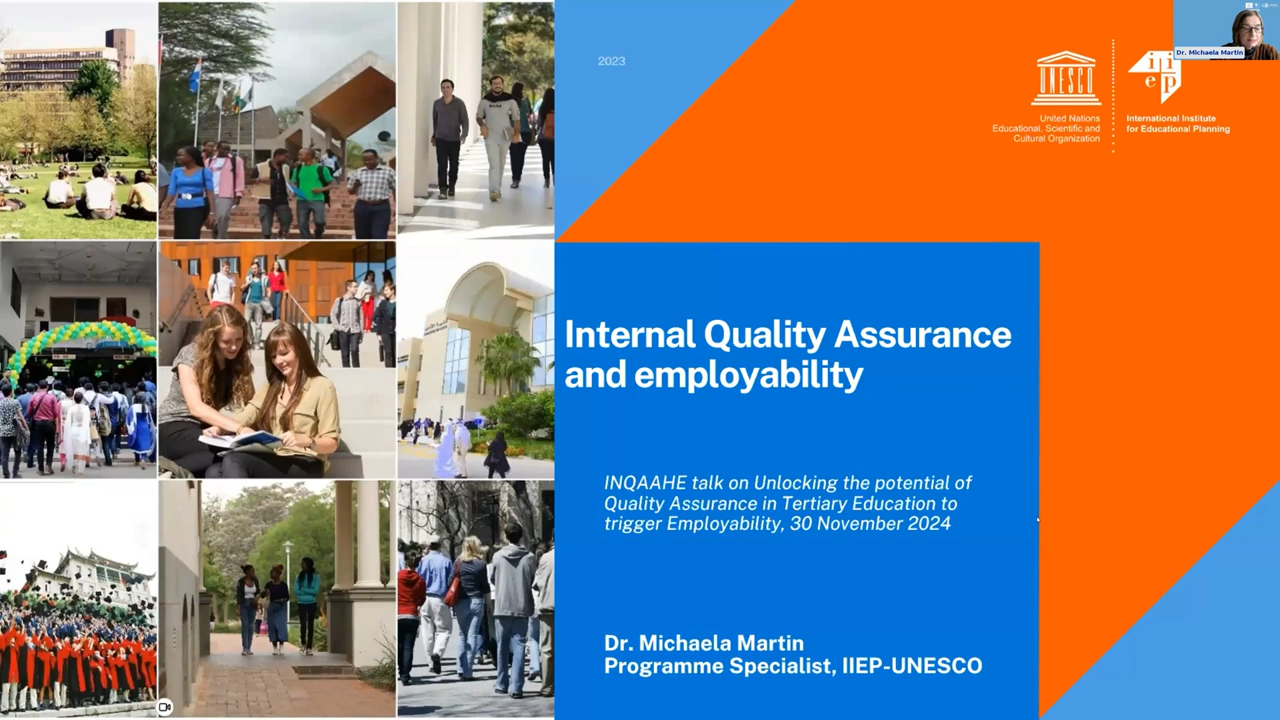 2023
UNESCO
United Nations
Educational, Scientific and
Cultural Organization
iiep
International Institute
for Educational Planning
Dr. Michaela Martin
Internal Quality Assurance
and employability
INQAAHE talk on Unlocking the potential of
Quality Assurance in Tertiary Education to
trigger Employability, 30 November 2024
Dr. Michaela Martin
Programme Specialist, IIEP-UNESCO